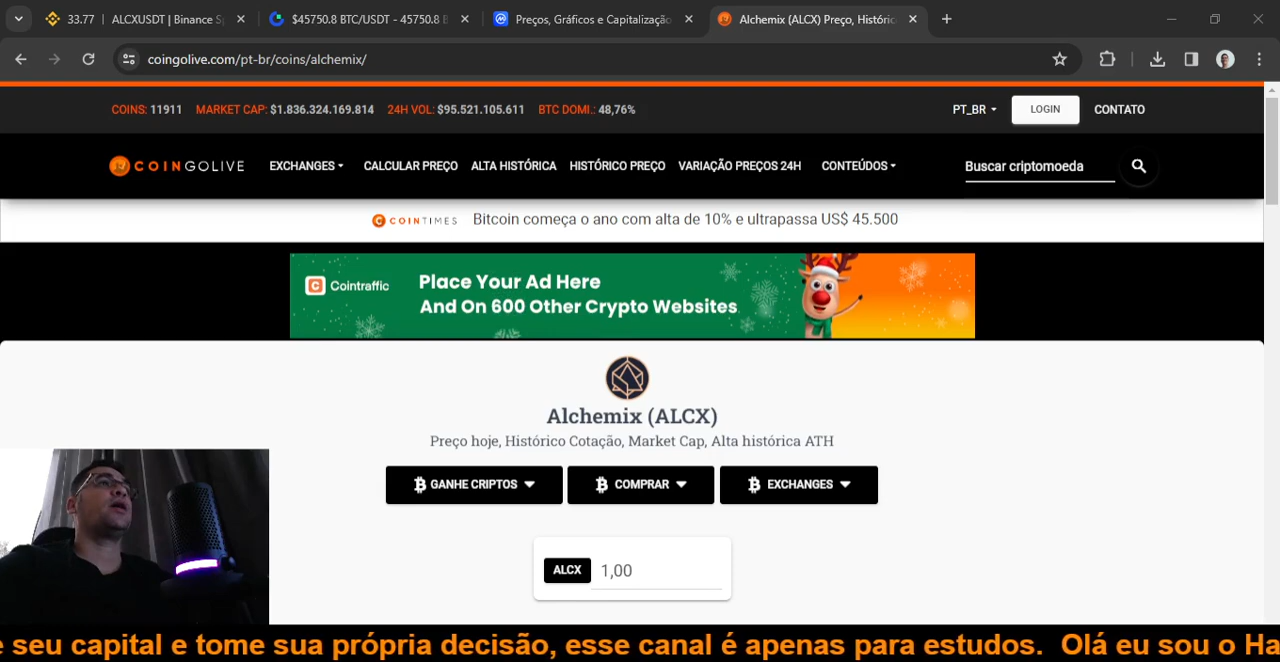 33.77 | ALCXUSDT | Binance Sp
$45750.8 BTC/USDT - 45750.8 B
Preços, Gráficos e Capitalização
Alchemix (ALCX) Preço, Históric
coingolive.com/pt-br/coins/alchemix/
COINS: 11911 MARKET CAP: $1.836.324.169.814 24H VOL: $95.521.105.611 BTC DOMI.: 48,76%
PT_BR LOGIN CONTATO
COINGOLIVE EXCHANGES CALCULAR PREÇO ALTA HISTÓRICA HISTÓRICO PREÇO VARIAÇÃO PREÇOS 24H CONTEÚDOS Buscar criptomoeda
COINTIMES Bitcoin começa o ano com alta de 10% e ultrapassa US$ 45.500
Cointraffic
Place Your Ad Here
And On 600 Other Crypto Websites
Alchemix (ALCX)
Preço hoje, Histórico Cotação, Market Cap, Alta histórica ATH
GANHE CRIPTOS COMPRAR EXCHANGES
ALCX 1,00
e seu capital e tome sua própria decisão, esse canal é apenas para estudos. Olá eu sou o Ha